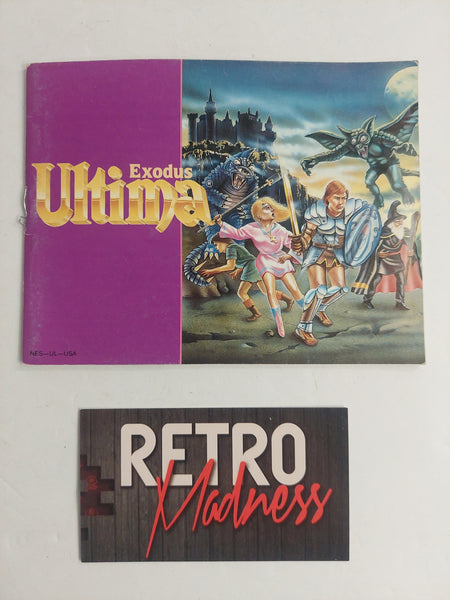 Exodus
Ultima
NES-UL-USA
RETRO
Madness